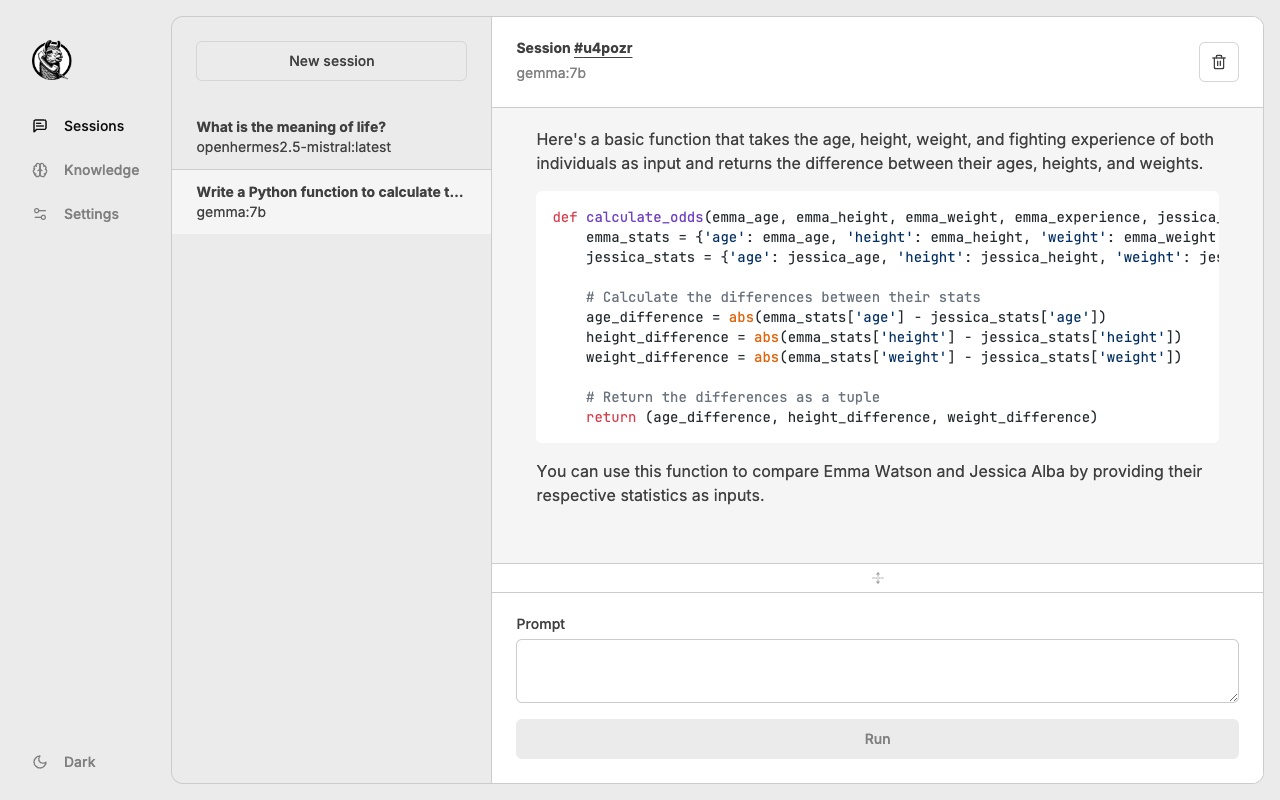 Sessions
Knowledge
Settings
Dark
New session
What is the meaning of life?
openhermes2.5-mistral:latest
Write a Python function to calculate t...
gemma:7b
Session #u4pozr
gemma:7b
Here's a basic function that takes the age, height, weight, and fighting experience of both
individuals as input and returns the difference between their ages, heights, and weights.
def calculate_odds(emma_age, emma_height, emma_weight, emma_experience, jessica_
    emma_stats = {'age': emma_age, 'height': emma_height, 'weight': emma_weight
    jessica_stats = {'age': jessica_age, 'height': jessica_height, 'weight': jes
    # Calculate the differences between their stats
    age_difference = abs(emma_stats['age'] - jessica_stats['age'])
    height_difference = abs(emma_stats['height'] - jessica_stats['height'])
    weight_difference = abs(emma_stats['weight'] - jessica_stats['weight'])
    # Return the differences as a tuple
    return (age_difference, height_difference, weight_difference)
You can use this function to compare Emma Watson and Jessica Alba by providing their
respective statistics as inputs.
Prompt
Run